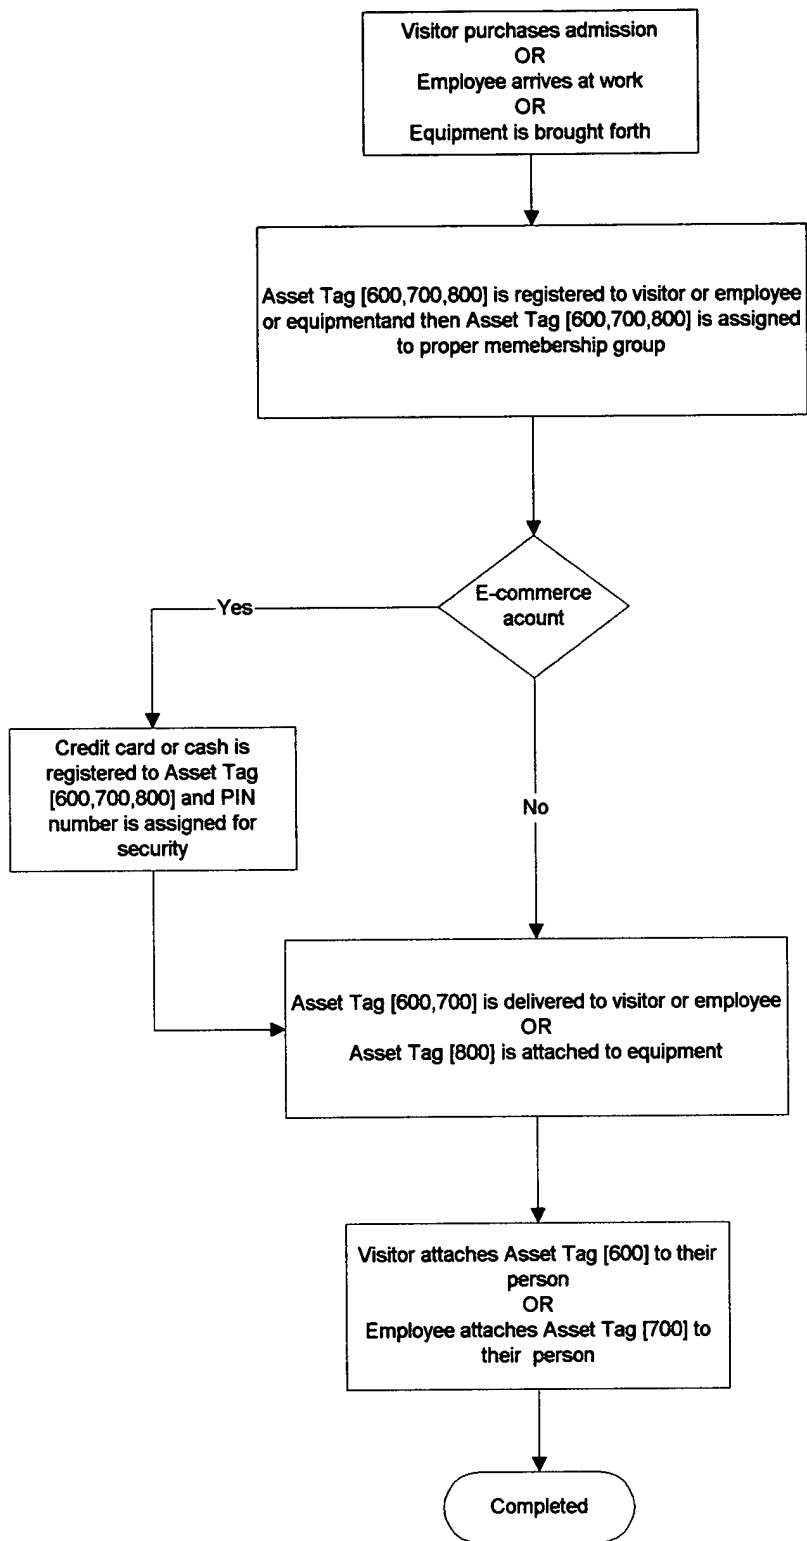 Visitor purchases admission
OR
Employee arrives at work
OR
Equipment is brought forth
Asset Tag [600,700,800] is registered to visitor or employee
or equipmentand then Asset Tag [600,700,800] is assigned
to proper memebership group
E-commerce
acount
Yes
Credit card or cash is
registered to Asset Tag
[600,700,800] and PIN
number is assigned for
security
No
Asset Tag [600,700] is delivered to visitor or employee
OR
Asset Tag [800] is attached to equipment
Visitor attaches Asset Tag [600] to their
person
OR
Employee attaches Asset Tag [700] to
their person
Completed